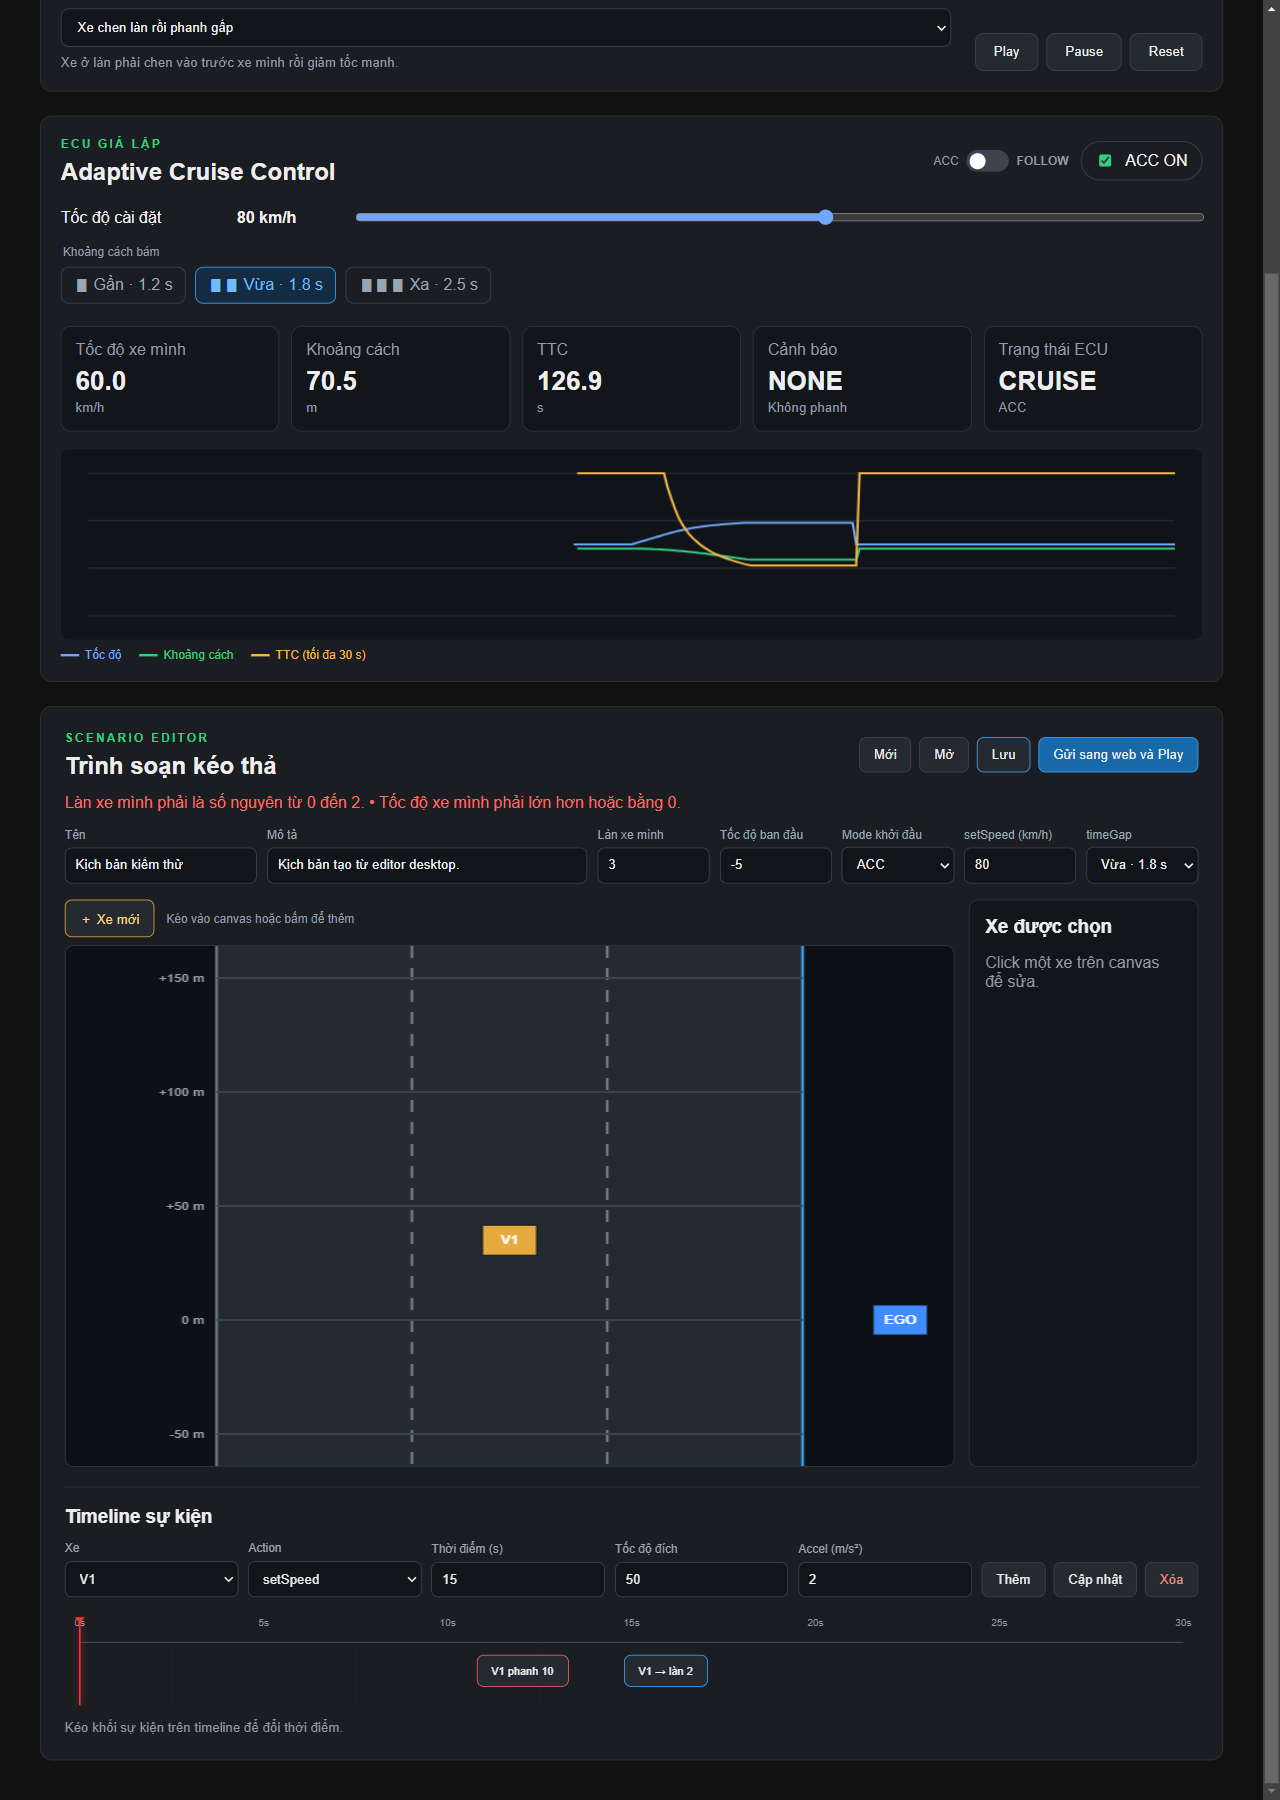 Xe chen làn rồi phanh gấp
Xe ở làn phải chen vào trước xe mình rồi giảm tốc mạnh.
Play
Pause
Reset
ECU GIẢ LẬP
Adaptive Cruise Control
ACC
FOLLOW
ACC ON
Tốc độ cài đặt
80 km/h
Khoảng cách bám
Gần · 1.2 s
Vừa · 1.8 s
Xa · 2.5 s
Tốc độ xe mình
60.0
km/h
Khoảng cách
70.5
m
TTC
126.9
s
Cảnh báo
NONE
Không phanh
Trạng thái ECU
CRUISE
ACC
Tốc độ
Khoảng cách
TTC (tối đa 30 s)
SCENARIO EDITOR
Trình soạn kéo thả
Mới
Mở
Lưu
Gửi sang web và Play
Làn xe mình phải là số nguyên từ 0 đến 2. • Tốc độ xe mình phải lớn hơn hoặc bằng 0.
Tên
Mô tả
Làn xe mình
Tốc độ ban đầu
Mode khởi đầu
setSpeed (km/h)
timeGap
Kịch bản kiểm thử
Kịch bản tạo từ editor desktop.
3
-5
ACC
80
Vừa · 1.8 s
+ Xe mới
Kéo vào canvas hoặc bấm để thêm
Xe được chọn
Click một xe trên canvas
để sửa.
+150 m
+100 m
+50 m
V1
0 m
EGO
-50 m
Timeline sự kiện
Xe
Action
Thời điểm (s)
Tốc độ đích
Accel (m/s²)
V1
setSpeed
15
50
2
Thêm
Cập nhật
Xóa
0s
5s
10s
15s
20s
25s
30s
V1 phanh 10
V1 → làn 2
Kéo khối sự kiện trên timeline để đổi thời điểm.